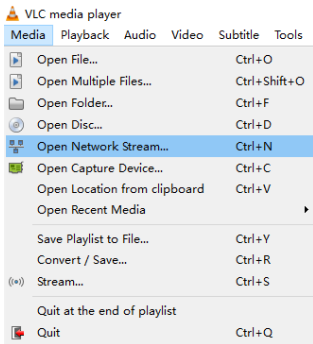 VLC media player
Media Playback Audio Video Subtitle Tools
Open File... Ctrl+O
Open Multiple Files... Ctrl+Shift+O
Open Folder... Ctrl+F
Open Disc... Ctrl+D
Open Network Stream... Ctrl+N
Open Capture Device... Ctrl+C
Open Location from clipboard Ctrl+V
Open Recent Media
Save Playlist to File... Ctrl+Y
Convert / Save... Ctrl+R
Stream... Ctrl+S
Quit at the end of playlist
Quit Ctrl+Q